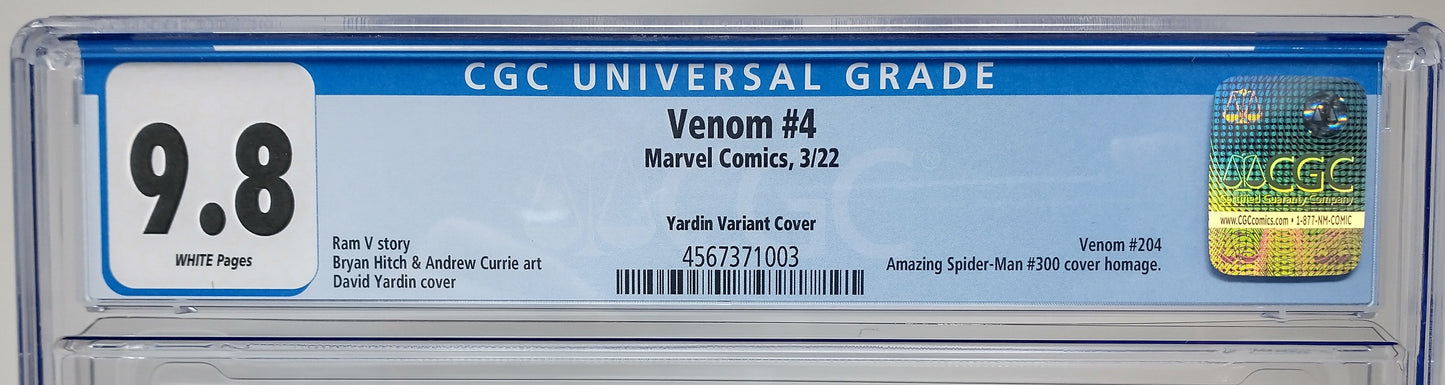 CGC UNIVERSAL GRADE
9.8
WHITE Pages
Venom #4
Marvel Comics, 3/22
Yardin Variant Cover
4567371003
Ram V story
Bryan Hitch & Andrew Currie art
David Yardin cover
Venom #204
Amazing Spider-Man #300 cover homage.
CGC
Certified Guaranty Company
www.CGCcomics.com • 1-877-NM-COMIC
CGC®